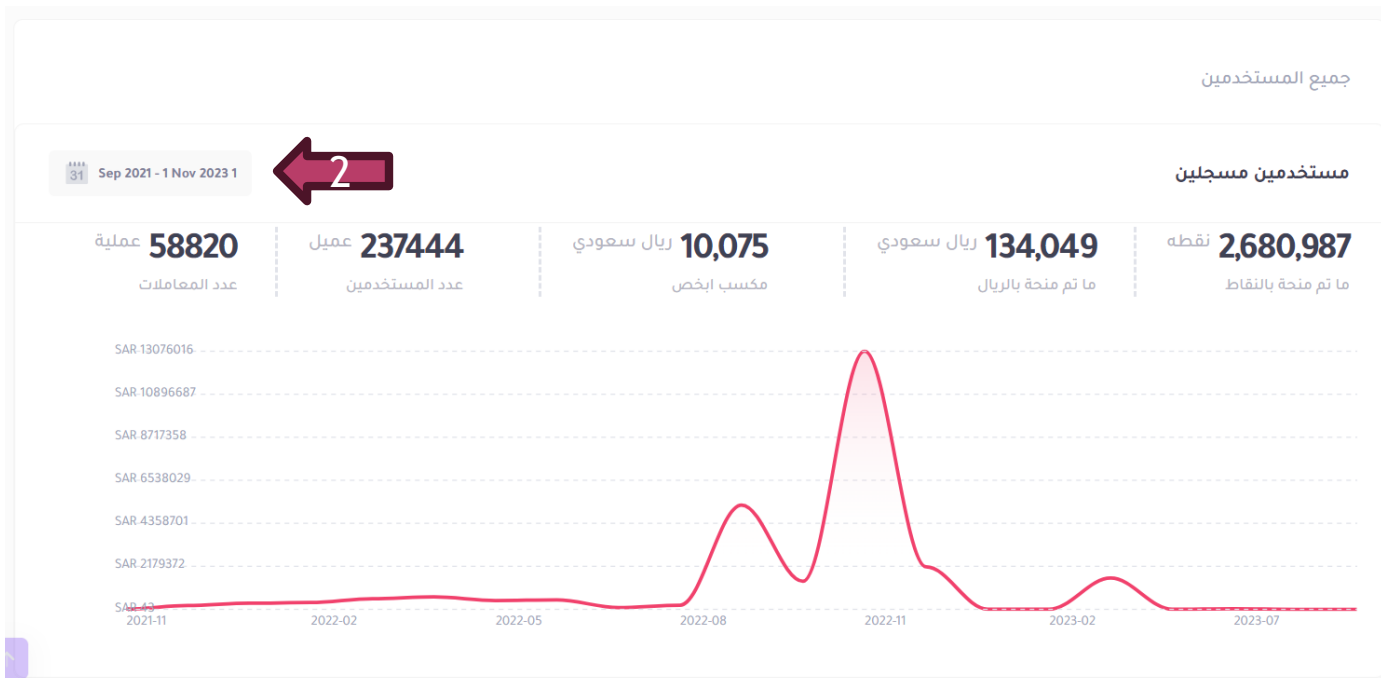 جميع المستخدمين
مستخدمين مسجلين
2
31 Sep 2021 - 1 Nov 2023 1
2,680,987 نقطه
ما تم منحة بالنقاط
134,049 ريال سعودي
ما تم منحة بالريال
10,075 ريال سعودي
مكسب ابخص
237444 عميل
عدد المستخدمين
58820 عملية
عدد المعاملات
SAR 13076016
SAR 10896687
SAR 8717358
SAR 6538029
SAR 4358701
SAR 2179372
SAR 43
2021-11 2022-02 2022-05 2022-08 2022-11 2023-02 2023-07